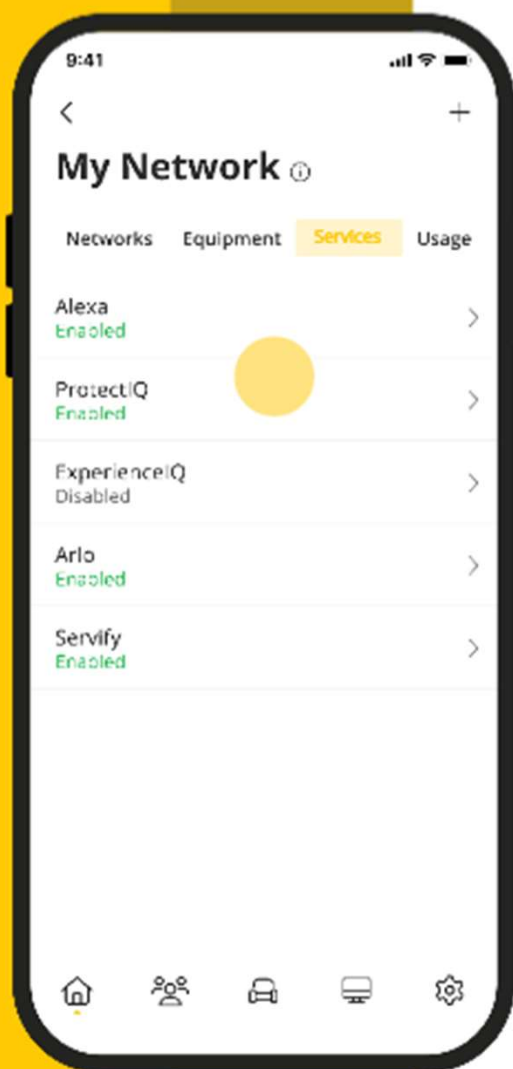 9:41
My Network
Networks Equipment Services Usage
Alexa
Enabled
ProtectIQ
Enabled
ExperienceIQ
Disabled
Arlo
Enabled
Servify
Enabled